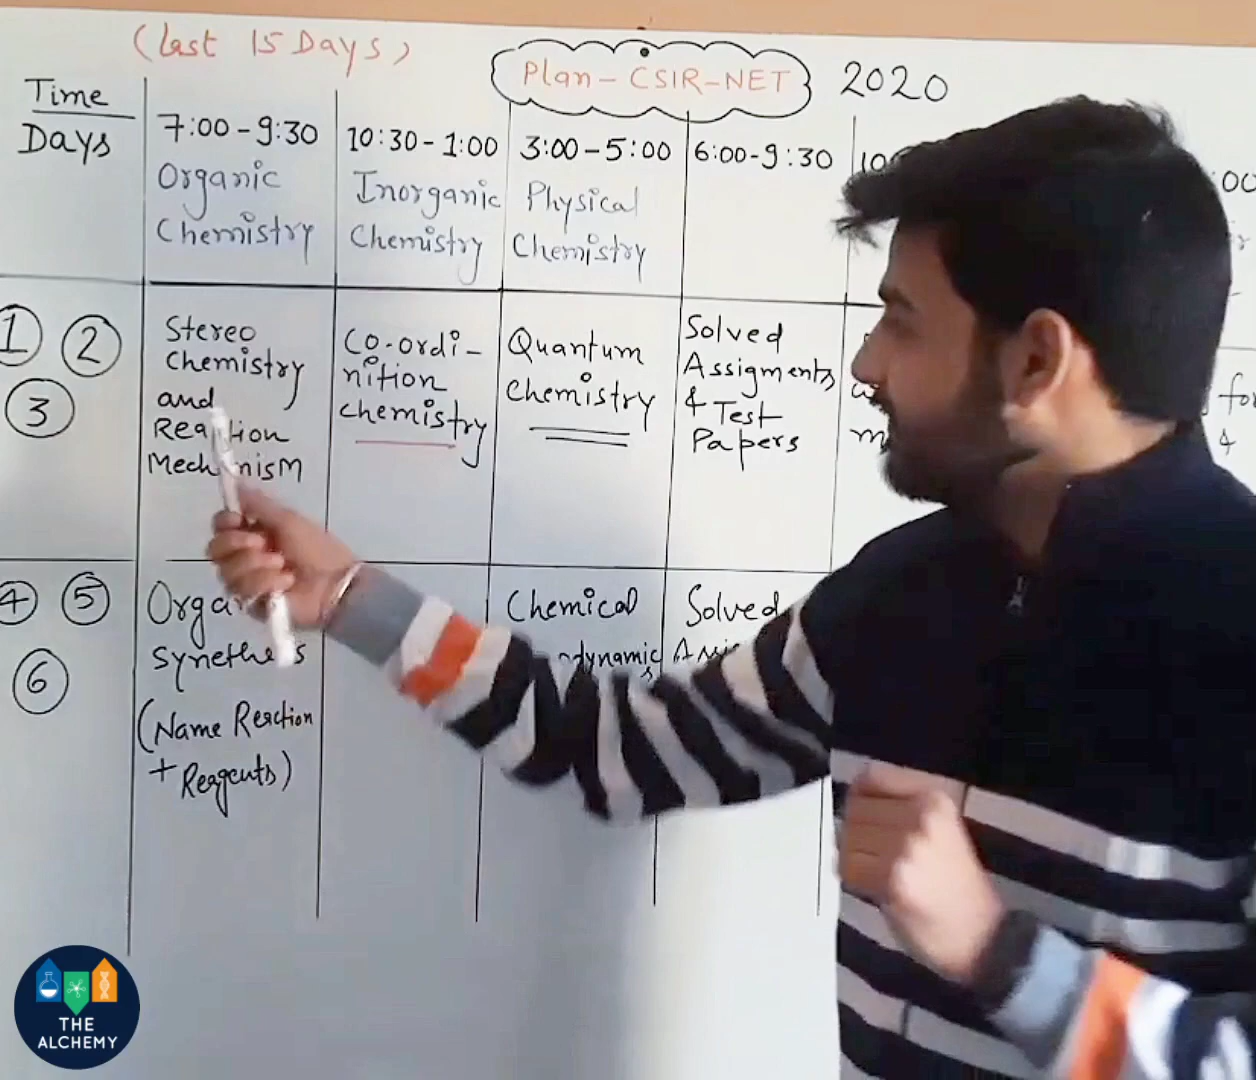 (Last 15 Days)
Plan - CSIR-NET 2020
Time
Days
7:00 - 9:30
Organic
Chemistry
10:30 - 1:00
Inorganic
Chemistry
3:00 - 5:00
Physical
Chemistry
6:00 - 9:30
1 2
3
Stereo
Chemistry
and
Reaction
Mechanism
Co-ordi-
nition
chemistry
Quantum
Chemistry
Solved
Assigments
& Test
Papers
4 5
6
Synethesis
(Name Reaction
+ Reagents)
Chemical
Solved
THE
ALCHEMY